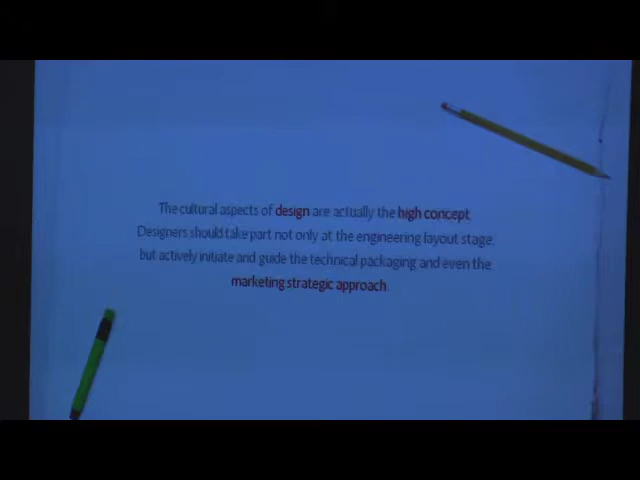 The cultural aspects of design are actually the high concept
Designers should take part not only at the engineering layout stage,
but actively initiate and guide the technical packaging and even the
marketing strategic approach.